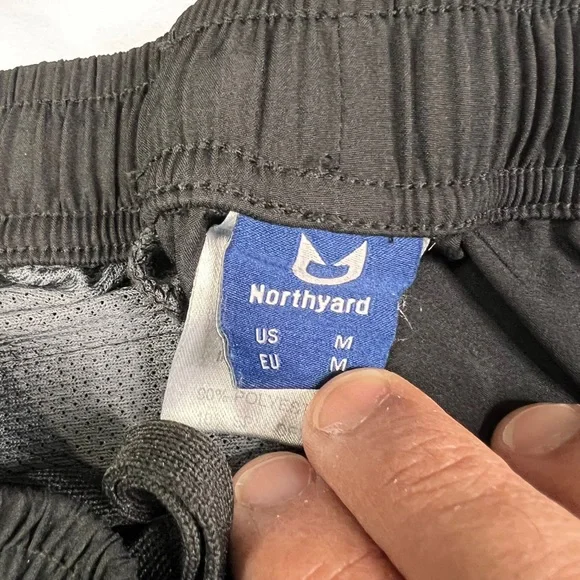 Northyard
US M
EU M
90% POLYES